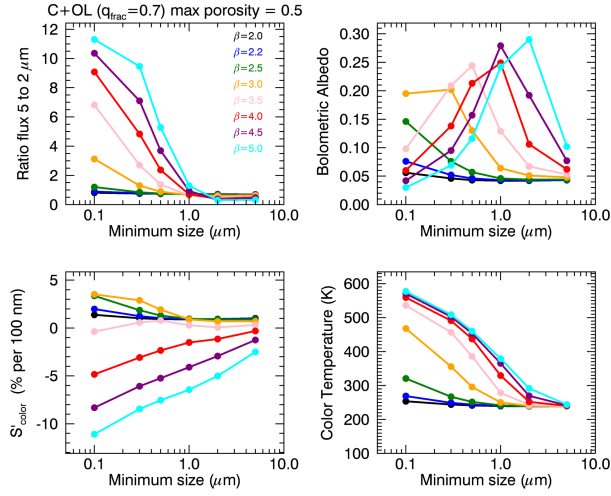 C+OL (qfrac=0.7) max porosity = 0.5
12
10
8
6
4
2
0
Ratio flux 5 to 2 μm
β=2.0
β=2.2
β=2.5
β=3.0
β=3.5
β=4.0
β=4.5
β=5.0
0.1
1.0
10.0
Minimum size (μm)
0.30
0.25
0.20
0.15
0.10
0.05
0.00
Bolometric Albedo
0.1
1.0
10.0
Minimum size (μm)
5
0
-5
-10
S'color (% per 100 nm)
0.1
1.0
10.0
Minimum size (μm)
600
500
400
300
200
100
Color Temperature (K)
0.1
1.0
10.0
Minimum size (μm)